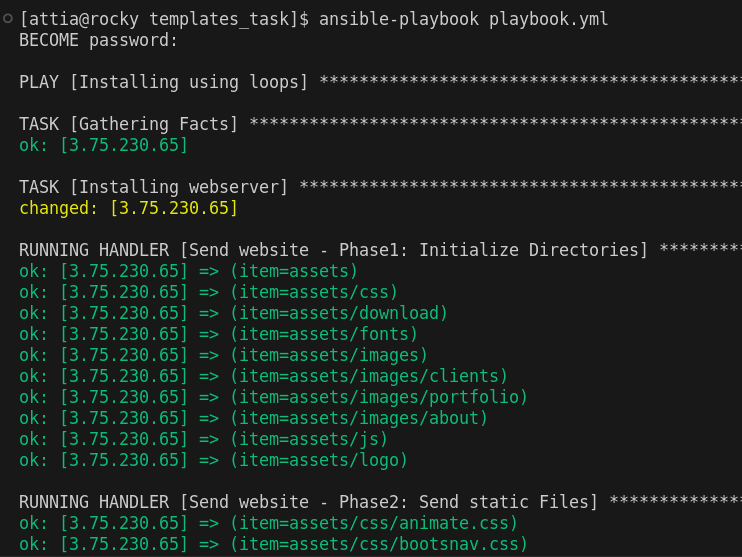 [attia@rocky templates_task]$ ansible-playbook playbook.yml
BECOME password:
PLAY [Installing using loops] ******************************************
TASK [Gathering Facts] *************************************************
ok: [3.75.230.65]
TASK [Installing webserver] ********************************************
changed: [3.75.230.65]
RUNNING HANDLER [Send website - Phase1: Initialize Directories] ********
ok: [3.75.230.65] => (item=assets)
ok: [3.75.230.65] => (item=assets/css)
ok: [3.75.230.65] => (item=assets/download)
ok: [3.75.230.65] => (item=assets/fonts)
ok: [3.75.230.65] => (item=assets/images)
ok: [3.75.230.65] => (item=assets/images/clients)
ok: [3.75.230.65] => (item=assets/images/portfolio)
ok: [3.75.230.65] => (item=assets/images/about)
ok: [3.75.230.65] => (item=assets/js)
ok: [3.75.230.65] => (item=assets/logo)
RUNNING HANDLER [Send website - Phase2: Send static Files] *************
ok: [3.75.230.65] => (item=assets/css/animate.css)
ok: [3.75.230.65] => (item=assets/css/bootsnav.css)